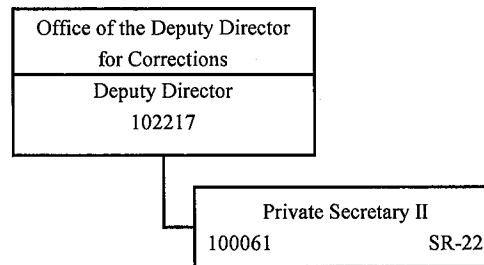 Office of the Deputy Director
for Corrections
Deputy Director
102217
Private Secretary II
100061 SR-22